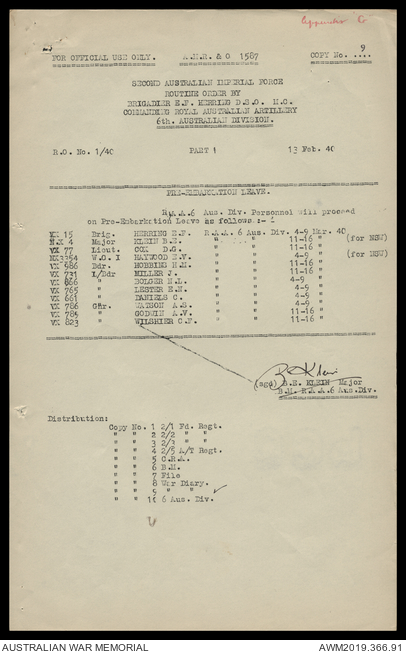 Appendix G
9
FOR OFFICIAL USE ONLY. A.H.R. & O 1587 COPY No. ....
SECOND AUSTRALIAN IMPERIAL FORCE
ROUTINE ORDER BY
BRIGADIER E.F. HERRING D.S.O. M.C.
COMMANDING ROYAL AUSTRALIAN ARTILLERY
6th. AUSTRALIAN DIVISION.
R.O. No. 1/40 PART 1 13 Feb. 40
PRE-EMBARKATION LEAVE.
R.A.A.6 Aus. Div. Personnel will proceed
on Pre-Embarkation Leave as follows :-
VX 15 Brig. HERRING E.F. R.A.A. 6 Aus. Div. 4-9 Mar. 40
N.X 4 Major KLEIN B.E. " ... " " 11-16 " (for NSW)
VX 77 Lieut. COX D.G. " " 11-16 "
W.O. I HAYWOOD E.V. " " 4-9 " (for NSW)
VX 986 Bdr. HOBBINS H.M. " " 11-16 "
VX 731 L/Bdr MILLER J. " " 11-16 "
VX 866 " BOLGER N.L. " " 4-9 "
VX 765 " LESTER E.N. " " 4-9 "
VX 661 " DANIELS C. " " 4-9 "
VX 786 Gnr. WATSON A.S. " " 4-9 "
VX 785 " GODWIN A.V. " " 11-16 "
VX 823 " WILSHIER C.F. " " 11-16 "
B E Klein
(sgd) B.E. KLEIN Major
B.M. R.A.A.6 Aus.Div.
Distribution:
Copy No. 1 2/1 Fd. Regt.
" " 2 2/2 " "
" " 3 2/3 " "
" " 4 2/5 A/T Regt.
" " 5 C.R.A.
" " 6 B.M.
" " 7 File
" " 8 War Diary.
" " 9 " "
" " 10 6 Aus. Div.
AUSTRALIAN WAR MEMORIAL AWM2019.366.91